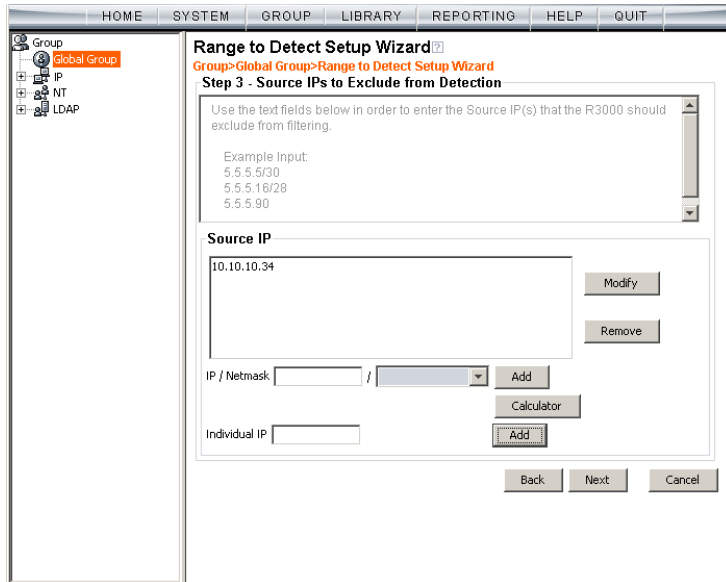 HOME SYSTEM GROUP LIBRARY REPORTING HELP QUIT
Group
Global Group
IP
NT
LDAP
Range to Detect Setup Wizard ?
Group>Global Group>Range to Detect Setup Wizard
Step 3 - Source IPs to Exclude from Detection
Use the text fields below in order to enter the Source IP(s) that the R3000 should
exclude from filtering.
Example Input:
5.5.5.5/30
5.5.5.16/28
5.5.5.90
Source IP
10.10.10.34
Modify
Remove
IP / Netmask / Add
Calculator
Individual IP Add
Back Next Cancel